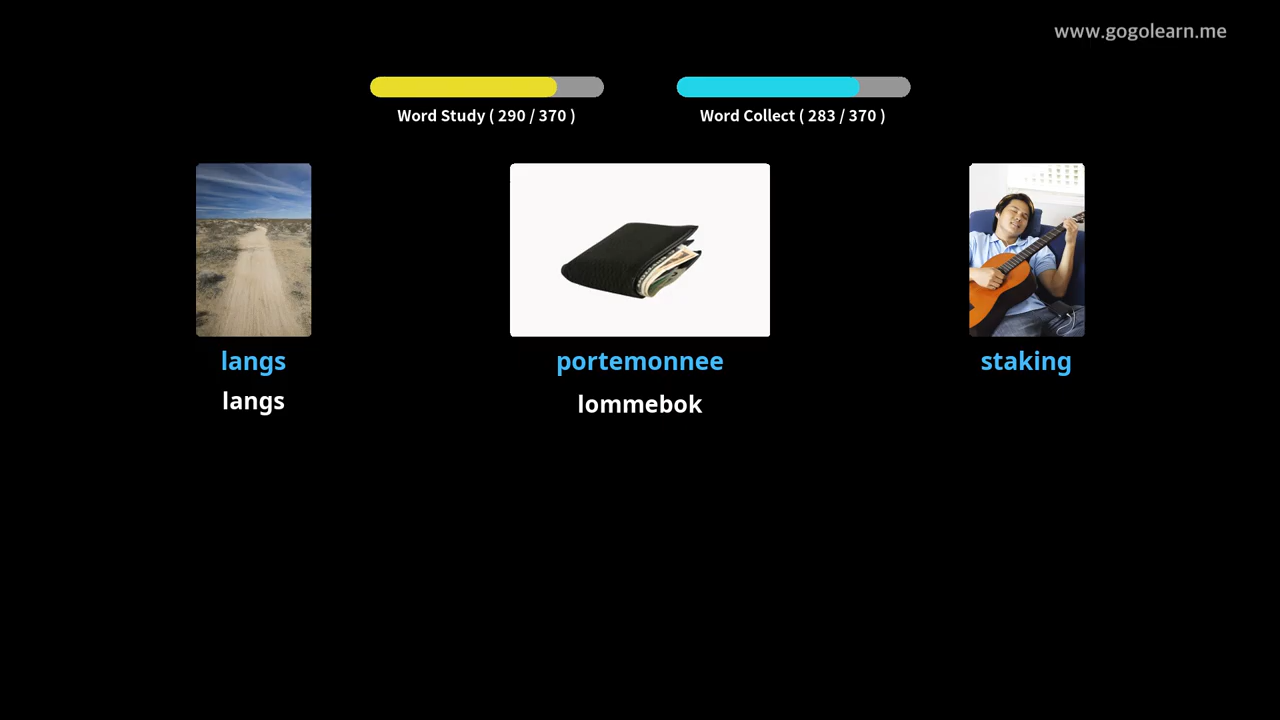 www.gogolearn.me
Word Study ( 290 / 370 )
Word Collect ( 283 / 370 )
langs
portemonnee
staking
langs
lommebok